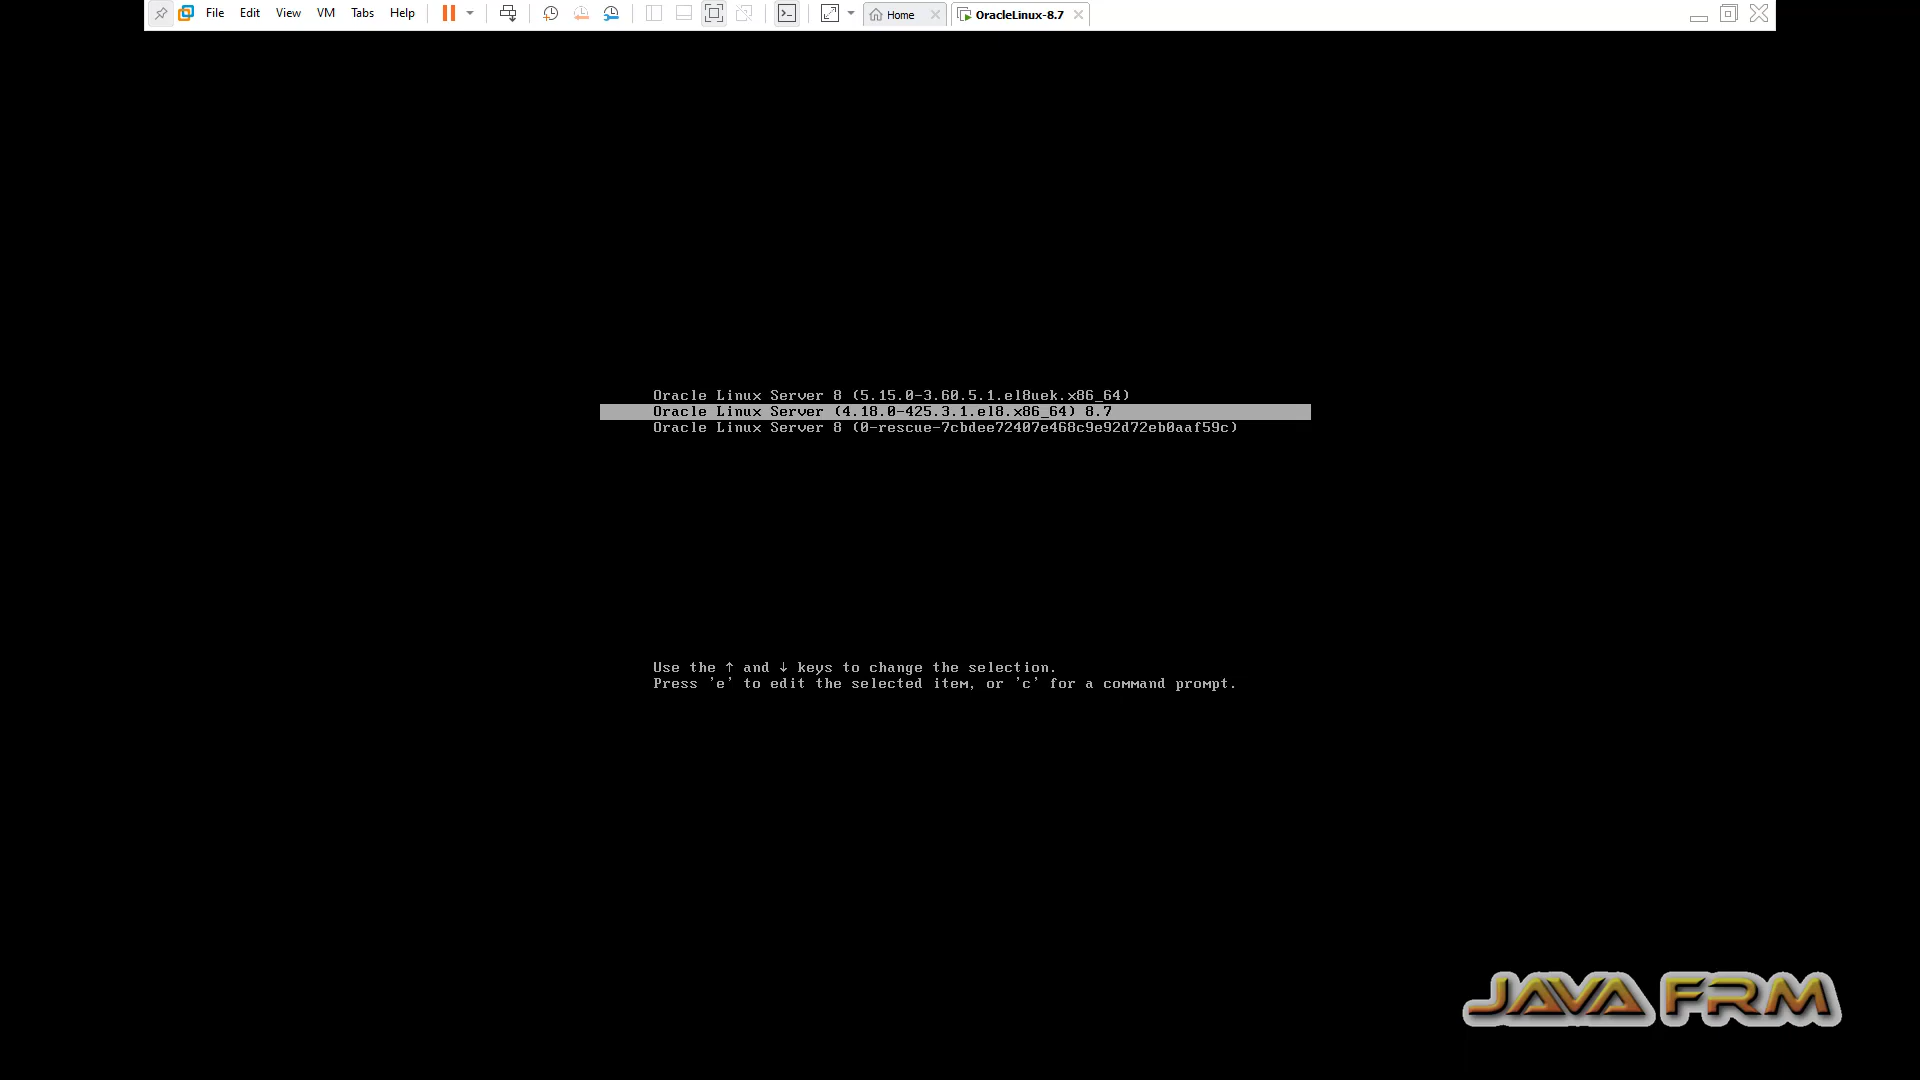 File Edit View VM Tabs Help Home OracleLinux-8.7
Oracle Linux Server 8 (5.15.0-3.60.5.1.el8uek.x86_64)
Oracle Linux Server (4.18.0-425.3.1.el8.x86_64) 8.7
Oracle Linux Server 8 (0-rescue-7cbdee72407e468c9e92d72eb0aaf59c)
Use the ↑ and ↓ keys to change the selection.
Press 'e' to edit the selected item, or 'c' for a command prompt.
JAVA FRM